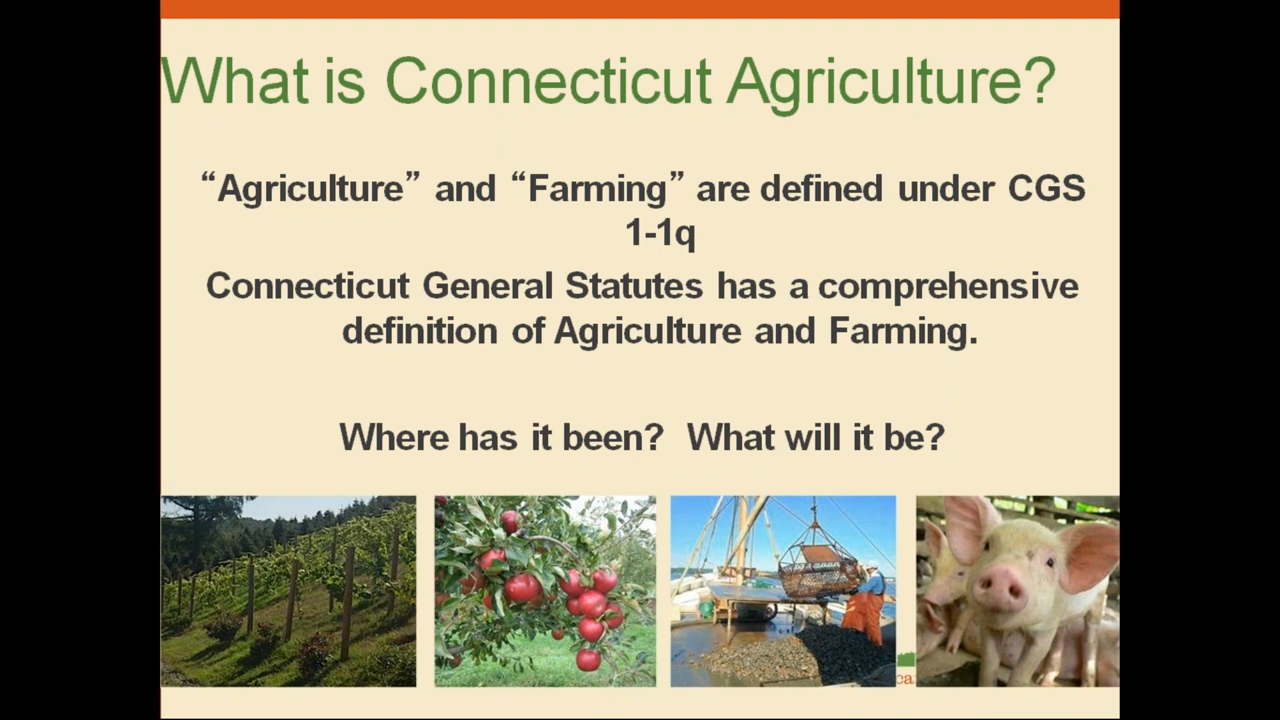 What is Connecticut Agriculture?
“Agriculture” and “Farming” are defined under CGS
1-1q
Connecticut General Statutes has a comprehensive
definition of Agriculture and Farming.
Where has it been? What will it be?